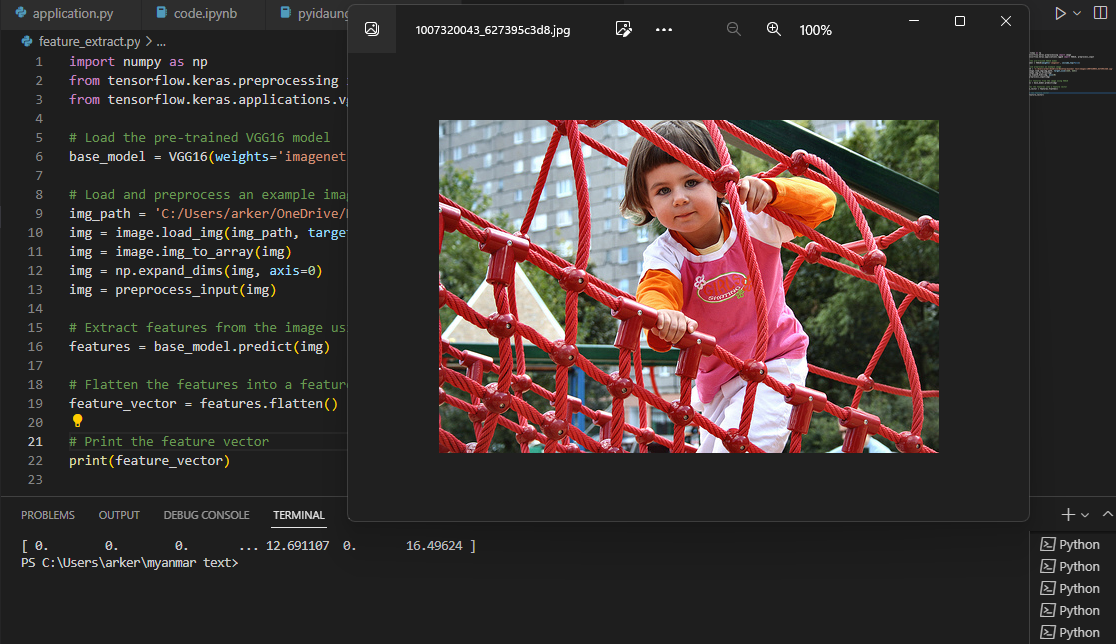 application.py
code.ipynb
pyidaung
1007320043_627395c3d8.jpg
100%
feature_extract.py > ...
1 import numpy as np
2 from tensorflow.keras.preprocessing
3 from tensorflow.keras.applications.vg
4
5 # Load the pre-trained VGG16 model
6 base_model = VGG16(weights='imagenet
7
8 # Load and preprocess an example imag
9 img_path = 'C:/Users/arker/OneDrive/
10 img = image.load_img(img_path, target
11 img = image.img_to_array(img)
12 img = np.expand_dims(img, axis=0)
13 img = preprocess_input(img)
14
15 # Extract features from the image us
16 features = base_model.predict(img)
17
18 # Flatten the features into a feature
19 feature_vector = features.flatten()
20
21 # Print the feature vector
22 print(feature_vector)
23
SKATING
PROBLEMS OUTPUT DEBUG CONSOLE TERMINAL
[ 0. 0. 0. ... 12.691107 0. 16.49624 ]
PS C:\Users\arker\myanmar text>
Python
Python
Python
Python
Python